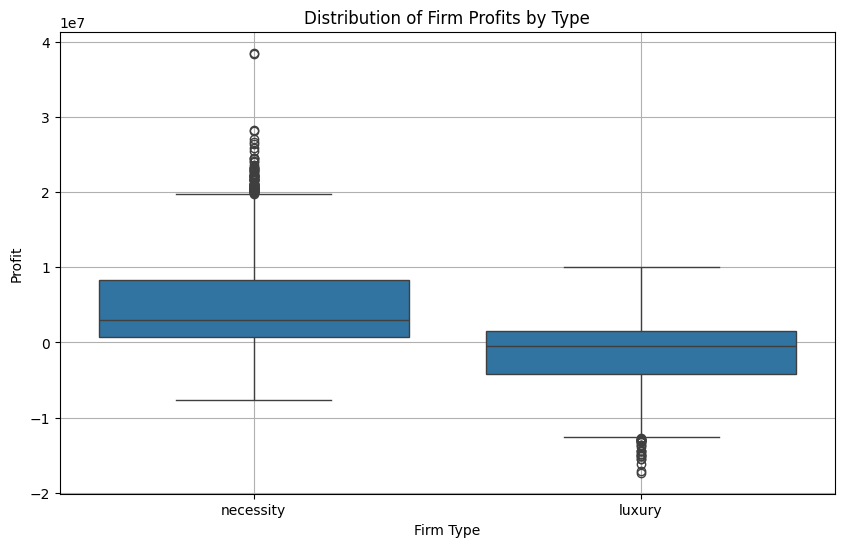 Distribution of Firm Profits by Type
1e7
4
3
2
1
0
−1
−2
Profit
necessity
luxury
Firm Type